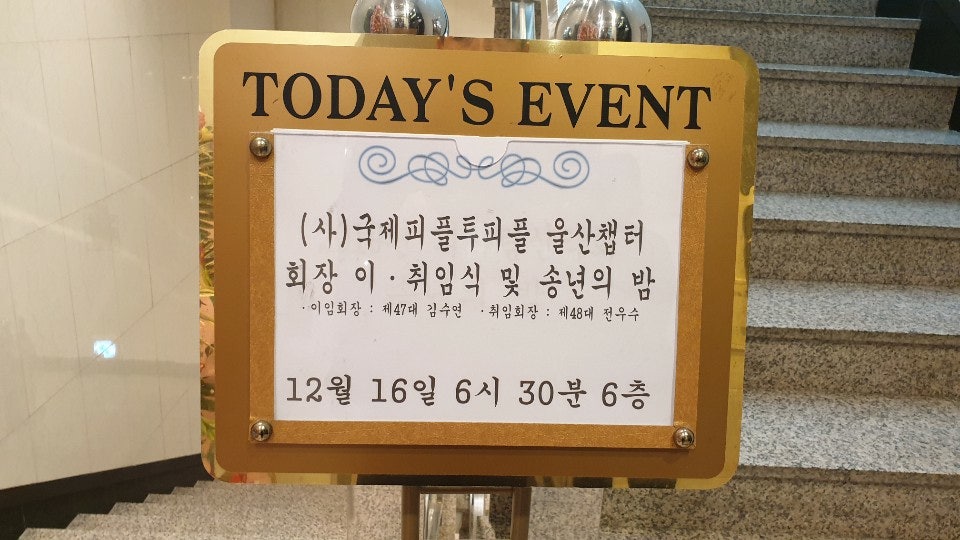 TODAY'S EVENT
(사)국제피플투피플 울산챕터
회장 이·취임식 및 송년의 밤
·이임회장 : 제47대 김수연 ·취임회장 : 제48대 전우수
12월 16일 6시 30분 6층